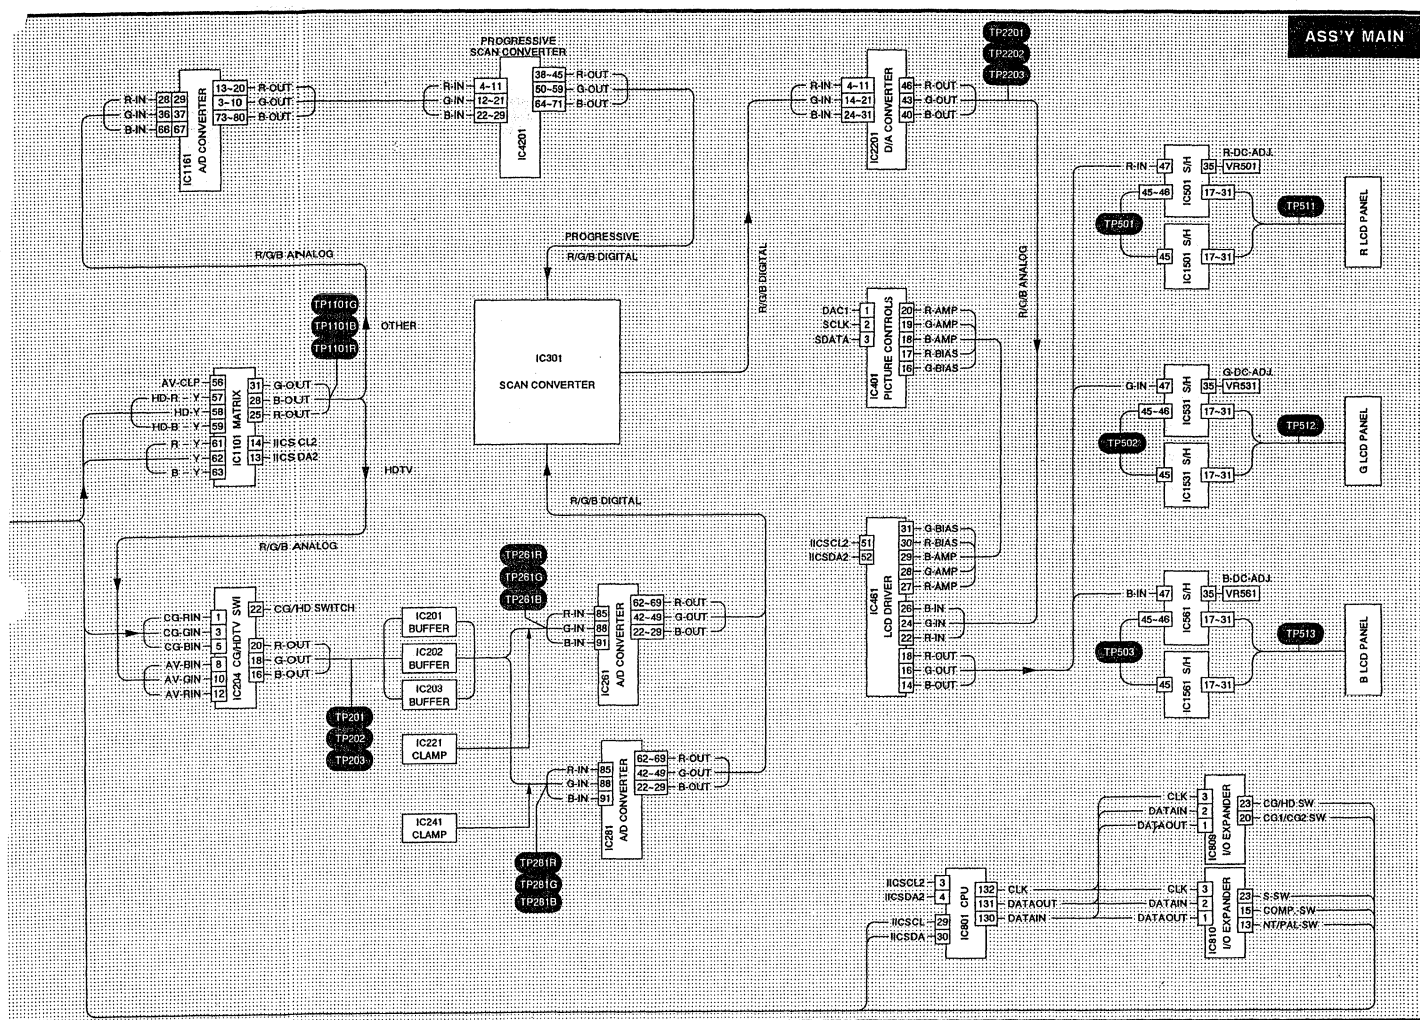 ASS'Y MAIN
PROGRESSIVE
SCAN CONVERTER
R-IN 28 29
G-IN 36 37
B-IN 66 67
13~20 R-OUT
3~10 G-OUT
73~80 B-OUT
IC1161
A/D CONVERTER
R-IN 4~11
G-IN 12~21
B-IN 22~29
38~45 R-OUT
50~59 G-OUT
64~71 B-OUT
IC4201
TP2201
TP2202
TP2203
R-IN 4~11
G-IN 14~21
B-IN 24~31
46 R-OUT
43 G-OUT
40 B-OUT
IC2201
D/A CONVERTER
R/G/B ANALOG
PROGRESSIVE
R/G/B DIGITAL
R/G/B DIGITAL
R/G/B ANALOG
TP1101G
TP1101B
TP1101R
OTHER
IC301
SCAN CONVERTER
AV-CLP 56
HD-R - Y 57
HD-Y 58
HD-B - Y 59
R - Y 61
Y 62
B - Y 63
31 G-OUT
28 B-OUT
25 R-OUT
14 IICSCL2
13 IICSDA2
IC1101 MATRIX
HDTV
R/G/B ANALOG
R/G/B DIGITAL
DAC1 1
SCLK 2
SDATA 3
20 R-AMP
19 G-AMP
18 B-AMP
17 R-BIAS
16 G-BIAS
IC401
PICTURE CONTROLS
IICSCL2 51
IICSDA2 52
31 G-BIAS
30 R-BIAS
29 B-AMP
28 G-AMP
27 R-AMP
26 B-IN
24 G-IN
22 R-IN
18 R-OUT
16 G-OUT
14 B-OUT
IC461
LCD DRIVER
R-IN 47
45~46
IC501 S/H
35 VR501
R-DC-ADJ.
17~31
TP501
TP511
45
IC1501 S/H
17~31
R LCD PANEL
G-IN 47
45~46
IC531 S/H
35 VR531
G-DC-ADJ.
17~31
TP502
TP512
45
IC1531 S/H
17~31
G LCD PANEL
B-IN 47
45~46
IC561 S/H
35 VR561
B-DC-ADJ.
17~31
TP503
TP513
45
IC1561 S/H
17~31
B LCD PANEL
CG-RIN 1
CG-GIN 3
CG-BIN 5
AV-BIN 8
AV-GIN 10
AV-RIN 12
22 CG/HD SWITCH
20 R-OUT
18 G-OUT
16 B-OUT
IC204 CG/HDTV SWI
TP201
TP202
TP203
IC201
BUFFER
IC202
BUFFER
IC203
BUFFER
IC221
CLAMP
IC241
CLAMP
TP261R
TP261G
TP261B
R-IN 85
G-IN 88
B-IN 91
62~69 R-OUT
42~49 G-OUT
22~29 B-OUT
IC261
A/D CONVERTER
R-IN 85
G-IN 88
B-IN 91
62~69 R-OUT
42~49 G-OUT
22~29 B-OUT
IC281
A/D CONVERTER
TP281R
TP281G
TP281B
IICSCL2 3
IICSDA2 4
IICSCL 29
IICSDA 30
IC801 CPU
132 CLK
131 DATAOUT
130 DATAIN
CLK 3
DATAIN 2
DATAOUT 1
IC809
I/O EXPANDER
23 CG/HD SW
20 CG1/CG2 SW
CLK 3
DATAIN 2
DATAOUT 1
IC810
I/O EXPANDER
23 S-SW
15 COMP.-SW
13 NT/PAL-SW